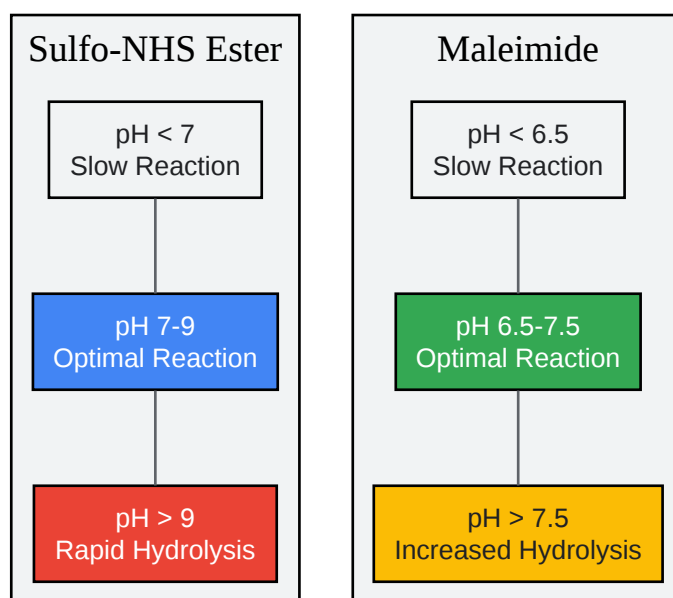 Sulfo-NHS Ester
pH < 7
Slow Reaction
pH 7-9
Optimal Reaction
pH > 9
Rapid Hydrolysis
Maleimide
pH < 6.5
Slow Reaction
pH 6.5-7.5
Optimal Reaction
pH > 7.5
Increased Hydrolysis